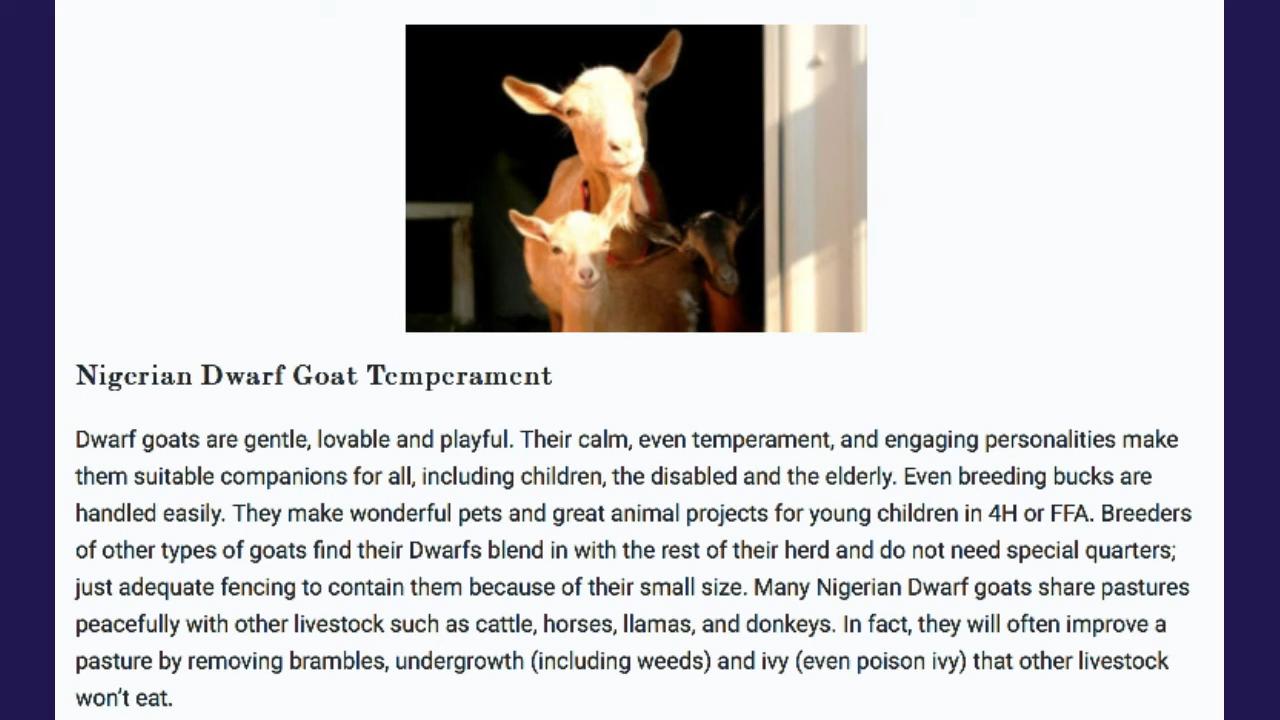 Nigerian Dwarf Goat Temperament
Dwarf goats are gentle, lovable and playful. Their calm, even temperament, and engaging personalities make
them suitable companions for all, including children, the disabled and the elderly. Even breeding bucks are
handled easily. They make wonderful pets and great animal projects for young children in 4H or FFA. Breeders
of other types of goats find their Dwarfs blend in with the rest of their herd and do not need special quarters;
just adequate fencing to contain them because of their small size. Many Nigerian Dwarf goats share pastures
peacefully with other livestock such as cattle, horses, llamas, and donkeys. In fact, they will often improve a
pasture by removing brambles, undergrowth (including weeds) and ivy (even poison ivy) that other livestock
won't eat.